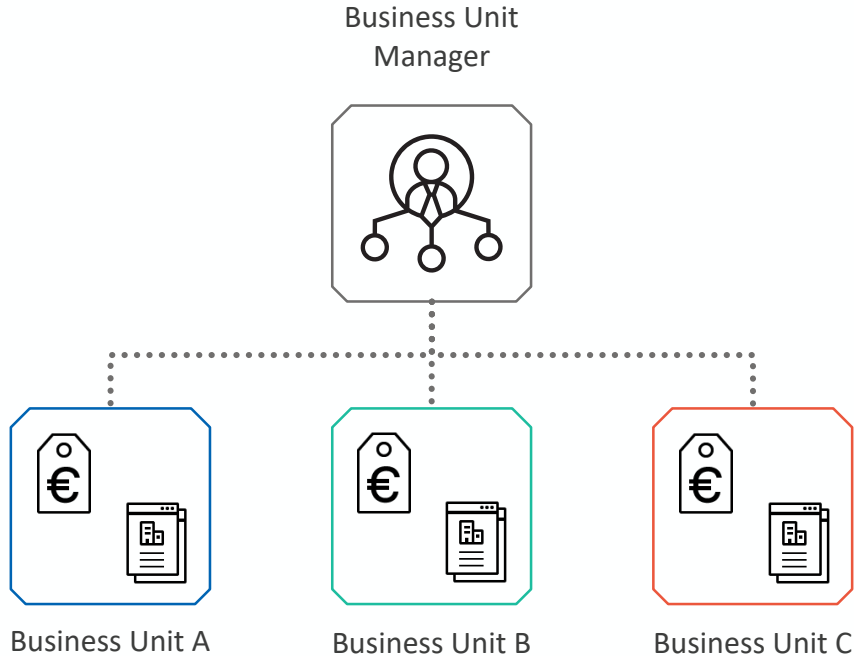 Business Unit
Manager
€
€
€
Business Unit A
Business Unit B
Business Unit C